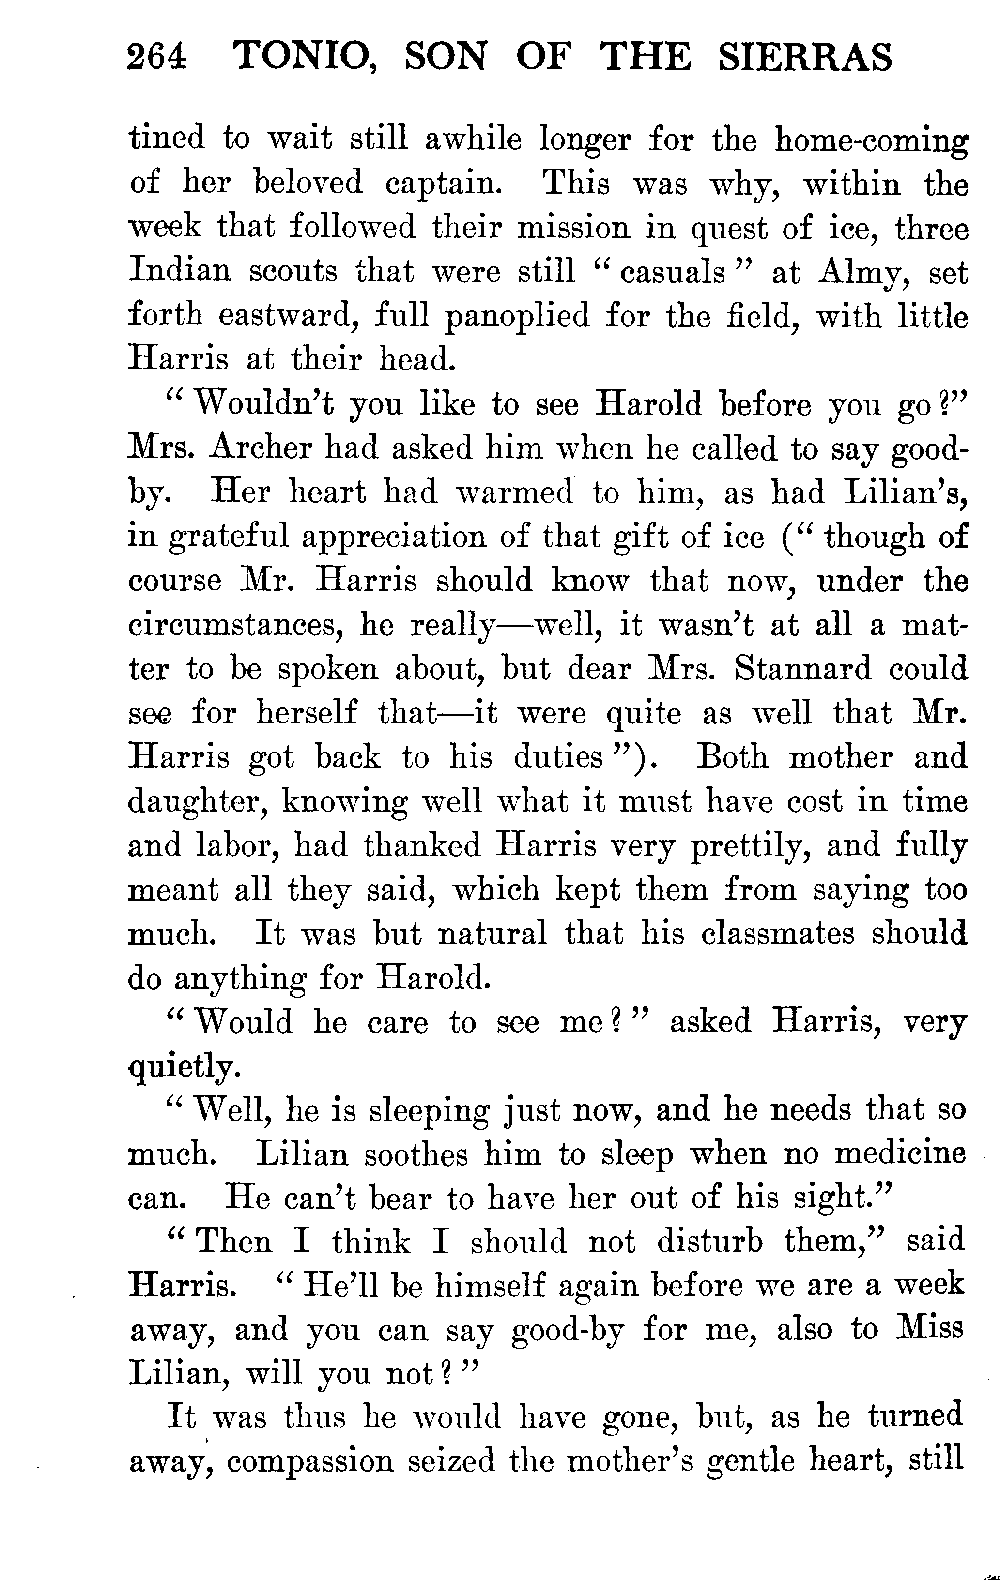 264 TONIO, SON OF THE SIERRAS
tined to wait still awhile longer for the home-coming
of her beloved captain. This was why, within the
week that followed their mission in quest of ice, three
Indian scouts that were still “ casuals ” at Almy, set
forth eastward, full panoplied for the field, with little
Harris at their head.
“ Wouldn’t you like to see Harold before you go?”
Mrs. Archer had asked him when he called to say good-
by. Her heart had warmed to him, as had Lilian’s,
in grateful appreciation of that gift of ice (“ though of
course Mr. Harris should know that now, under the
circumstances, he really—well, it wasn’t at all a mat-
ter to be spoken about, but dear Mrs. Stannard could
see for herself that—it were quite as well that Mr.
Harris got back to his duties ”). Both mother and
daughter, knowing well what it must have cost in time
and labor, had thanked Harris very prettily, and fully
meant all they said, which kept them from saying too
much. It was but natural that his classmates should
do anything for Harold.
“ Would he care to see me? ” asked Harris, very
quietly.
“ Well, he is sleeping just now, and he needs that so
much. Lilian soothes him to sleep when no medicine
can. He can’t bear to have her out of his sight.”
“ Then I think I should not disturb them,” said
Harris. “ He’ll be himself again before we are a week
away, and you can say good-by for me, also to Miss
Lilian, will you not? ”
It was thus he would have gone, but, as he turned
away, compassion seized the mother’s gentle heart, still